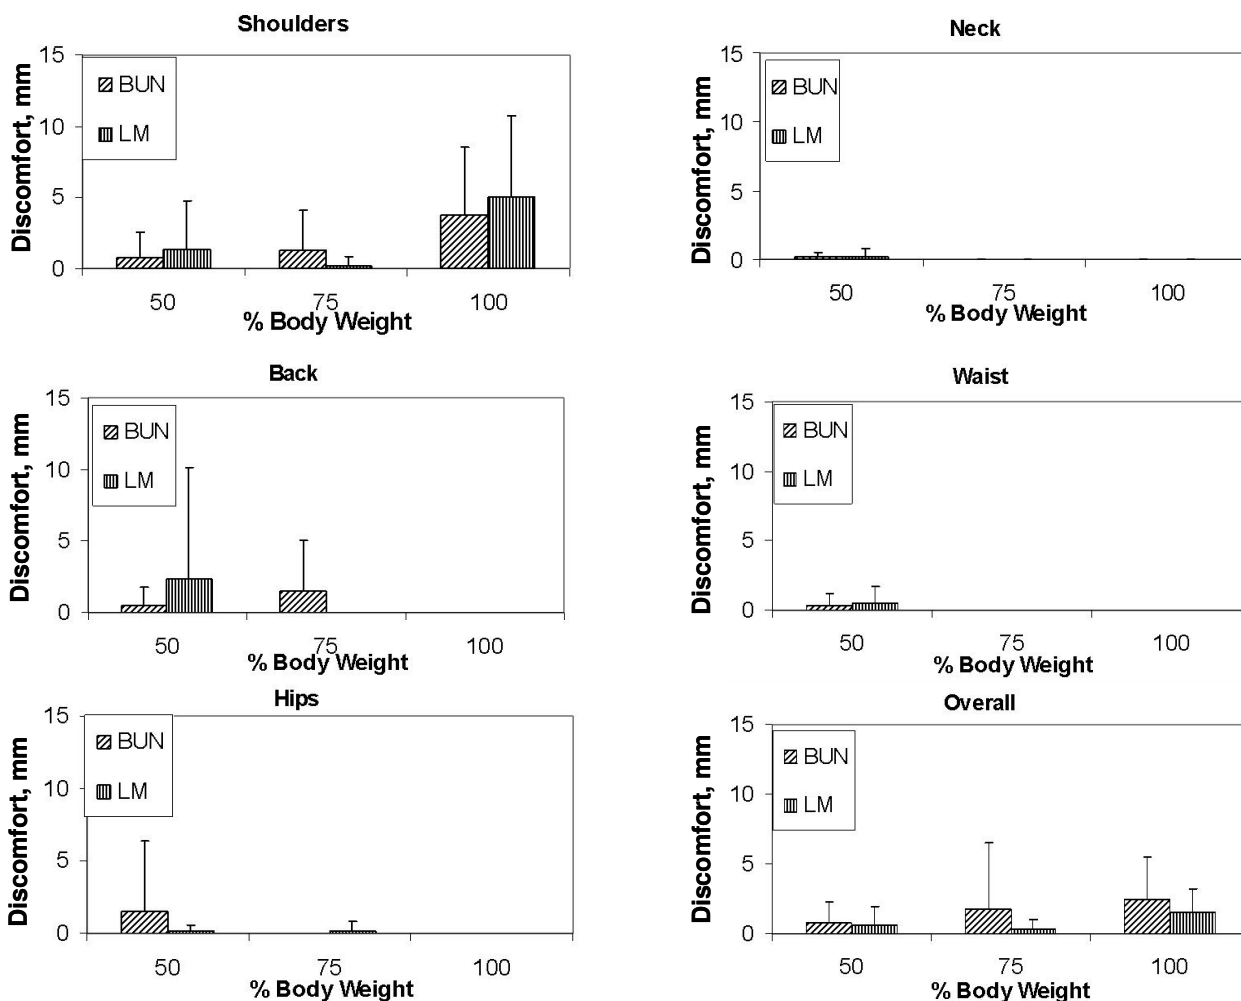 Shoulders
Discomfort, mm
15
10
5
0
BUN
LM
50 75 100
% Body Weight
Neck
Discomfort, mm
15
10
5
0
BUN
LM
50 75 100
% Body Weight
Back
Discomfort, mm
15
10
5
0
BUN
LM
50 75 100
% Body Weight
Waist
Discomfort, mm
15
10
5
0
BUN
LM
50 75 100
% Body Weight
Hips
Discomfort, mm
15
10
5
0
BUN
LM
50 75 100
% Body Weight
Overall
Discomfort, mm
15
10
5
0
BUN
LM
50 75 100
% Body Weight